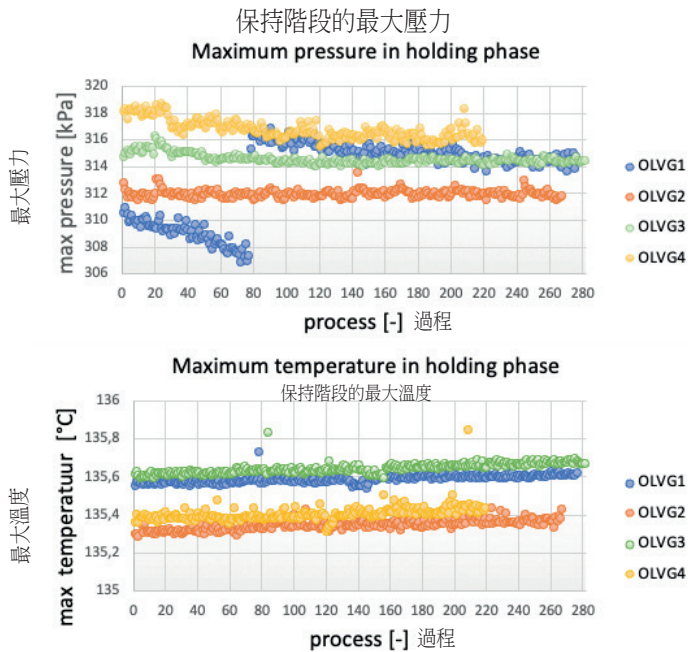 保持階段的最大壓力
Maximum pressure in holding phase
最大壓力
max pressure [kPa]
320
318
316
314
312
310
308
306
0 20 40 60 80 100 120 140 160 180 200 220 240 260 280
process [-] 過程
OLVG1
OLVG2
OLVG3
OLVG4
Maximum temperature in holding phase
保持階段的最大溫度
最大溫度
max temperatuur [°C]
136
135,8
135,6
135,4
135,2
135
0 20 40 60 80 100 120 140 160 180 200 220 240 260 280
process [-] 過程
OLVG1
OLVG2
OLVG3
OLVG4